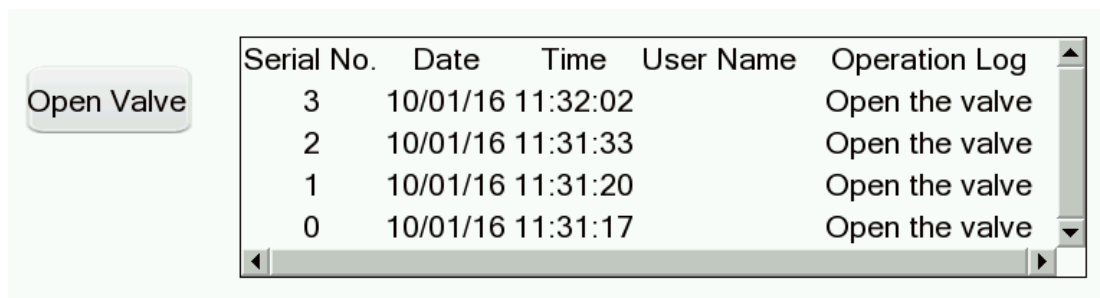 Open Valve
Serial No. Date Time User Name Operation Log
3 10/01/16 11:32:02 Open the valve
2 10/01/16 11:31:33 Open the valve
1 10/01/16 11:31:20 Open the valve
0 10/01/16 11:31:17 Open the valve